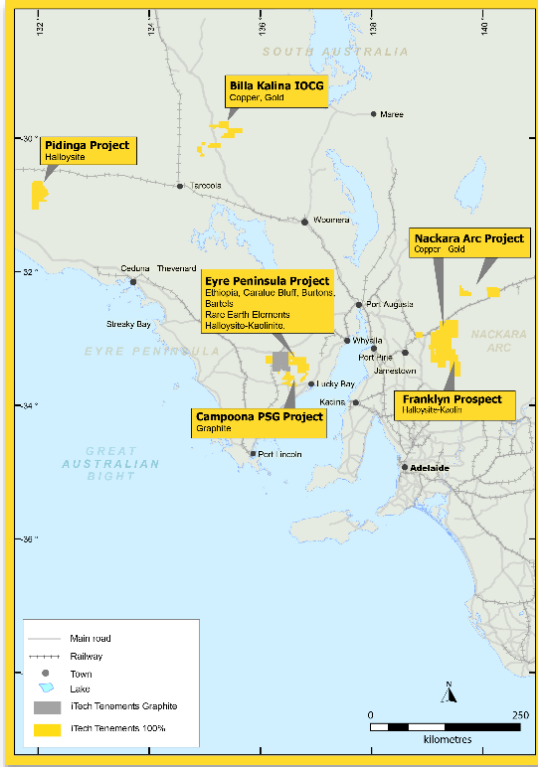 132
134
136
138
140
SOUTH AUSTRALIA
Billa Kalina IOCG
Copper, Gold
Maree
-30°
Pidinga Project
Halloysite
Tarcoola
Woomera
Nackara Arc Project
Copper Gold
-32°
Ceduna Thevenard
Eyre Peninsula Project
Ethiopia, Caralue Bluff, Burtons,
Bartels
Rare Earth Elements
Halloysite-Kaolinite.
Port Augusta
Streaky Bay
NACKARA
ARC
EYRE PENINSULA
Whyalla
Port Pirie
Jamestown
Lucky Bay
Kadina
Franklyn Prospect
Halloysite-Kaolin
-34°
Campoona PSG Project
Graphite
GREAT
AUSTRALIAN
BIGHT
Port Lincoln
Adelaide
-36°
Main road
Railway
Town
Lake
iTech Tenements Graphite
iTech Tenements 100%
N
0
250
kilometres